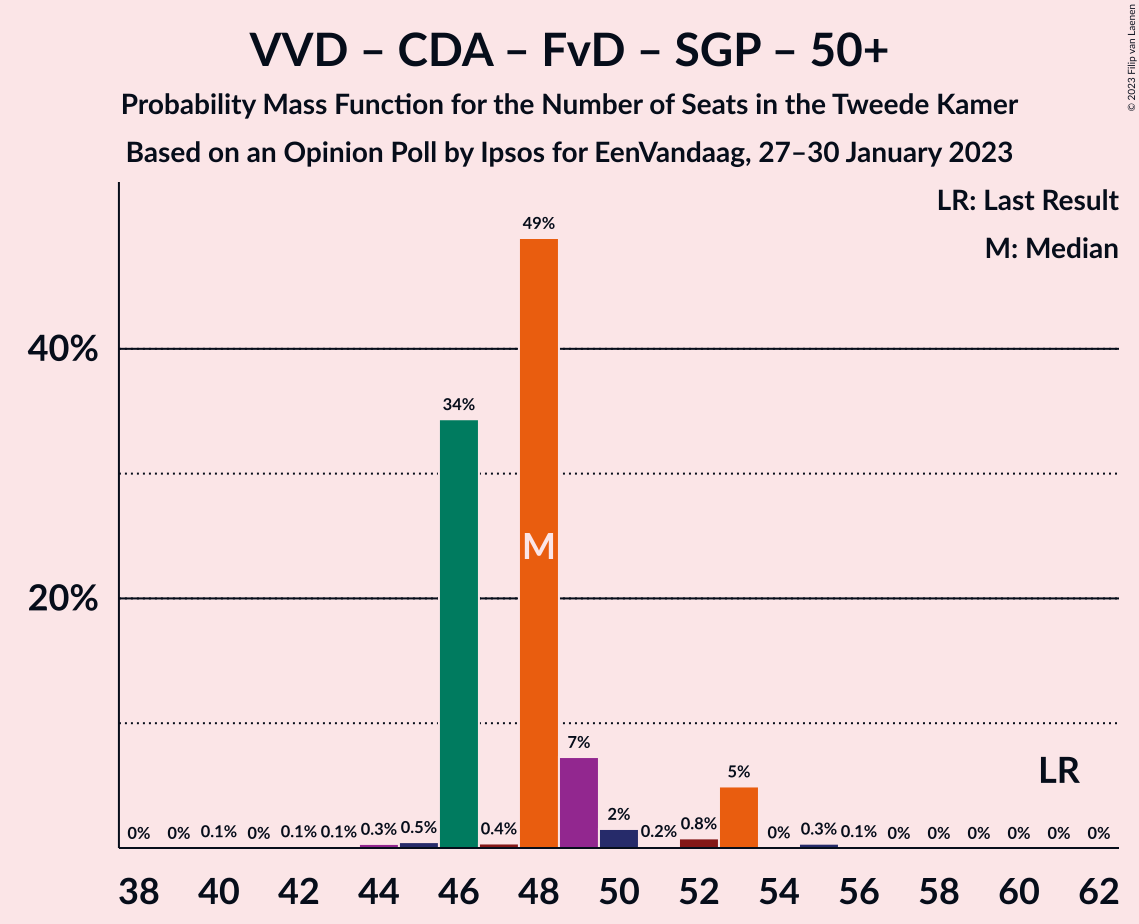 VVD – CDA – FvD – SGP – 50+
Probability Mass Function for the Number of Seats in the Tweede Kamer
Based on an Opinion Poll by Ipsos for EenVandaag, 27–30 January 2023
© 2023 Filip van Laenen
LR: Last Result
M: Median
49%
40%
34%
M
20%
7%
LR
5%
0% 0% 0.1% 0% 0.1% 0.1% 0.3% 0.5% 0.4% 2% 0.2% 0.8% 0% 0.3% 0.1% 0% 0% 0% 0% 0% 0%
38 40 42 44 46 48 50 52 54 56 58 60 62